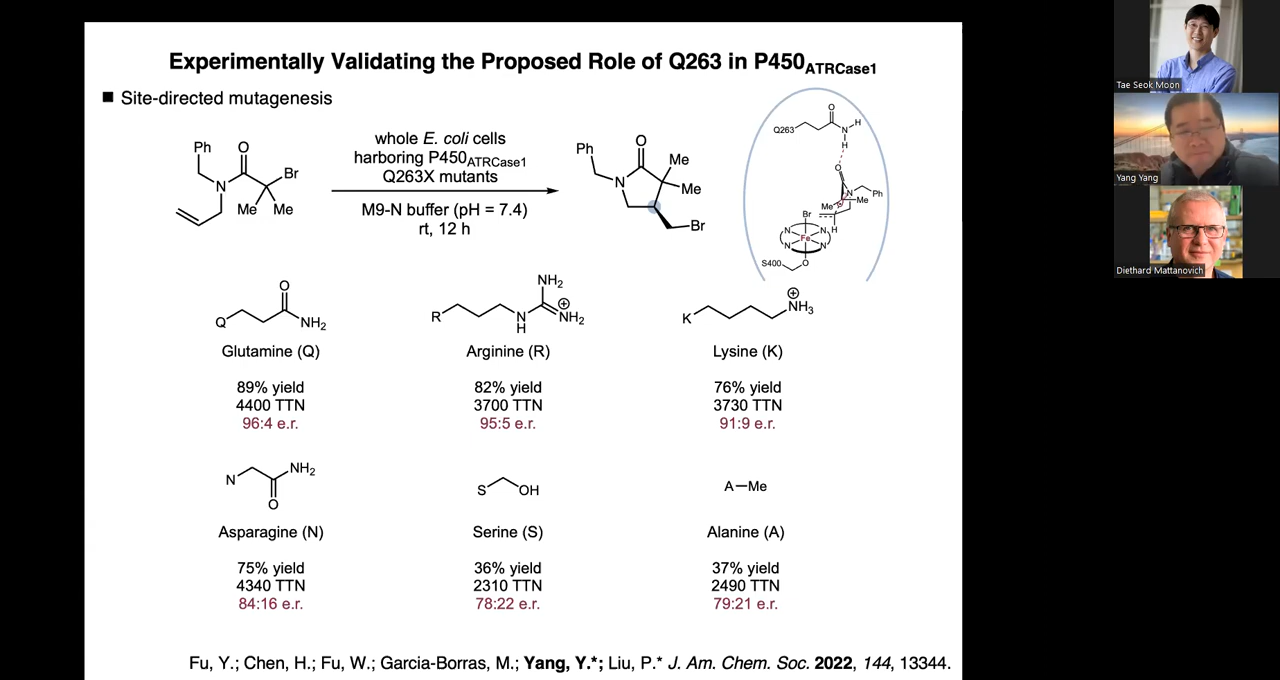 Experimentally Validating the Proposed Role of Q263 in P450ATRCase1
■ Site-directed mutagenesis
Ph
O
N
Br
Me
Me
whole E. coli cells
harboring P450ATRCase1
Q263X mutants
M9-N buffer (pH = 7.4)
rt, 12 h
Ph
O
N
Me
Me
Br
Q263
O
N
H
H
O
N
Ph
Me
Me
Br
H
N
N
Fe
N
N
S400
O
Q
O
NH2
Glutamine (Q)
89% yield
4400 TTN
96:4 e.r.
R
N
H
NH2
⊕
NH2
Arginine (R)
82% yield
3700 TTN
95:5 e.r.
K
⊕
NH3
Lysine (K)
76% yield
3730 TTN
91:9 e.r.
N
NH2
O
Asparagine (N)
75% yield
4340 TTN
84:16 e.r.
S
OH
Serine (S)
36% yield
2310 TTN
78:22 e.r.
A—Me
Alanine (A)
37% yield
2490 TTN
79:21 e.r.
Fu, Y.; Chen, H.; Fu, W.; Garcia-Borras, M.; Yang, Y.*; Liu, P.* J. Am. Chem. Soc. 2022, 144, 13344.
Tae Seok Moon
Yang Yang
Diethard Mattanovich